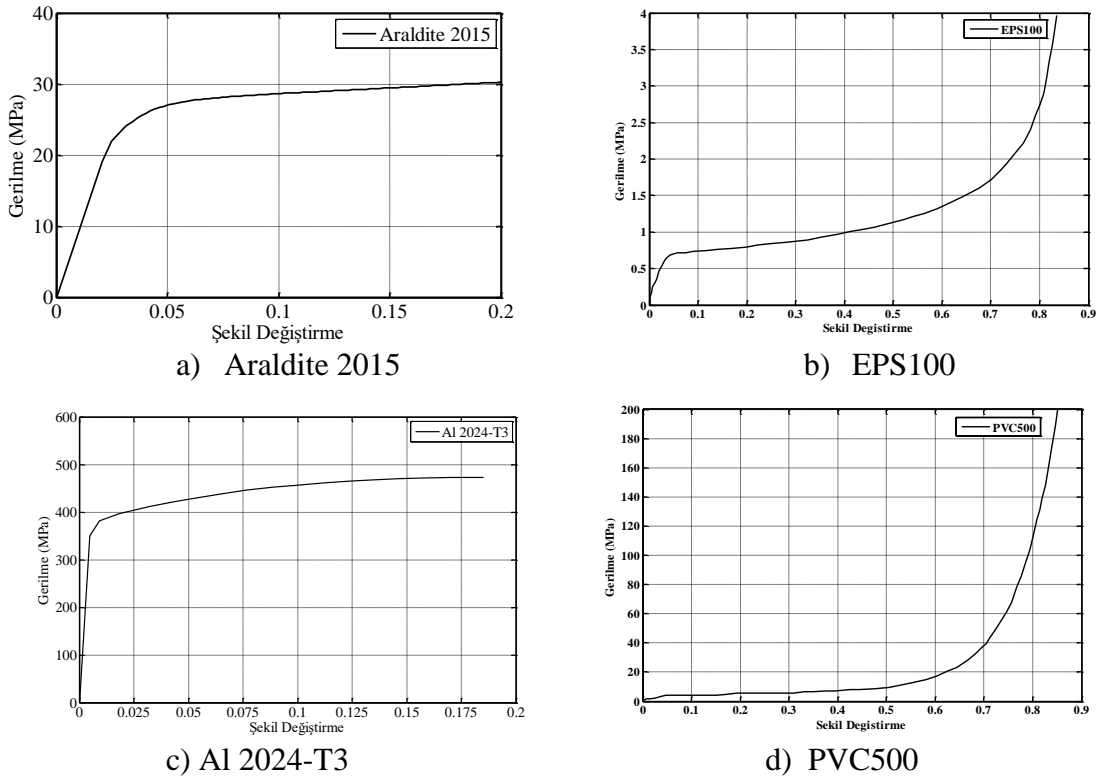 40
30
20
10
0
Gerilme (MPa)
Araldite 2015
0 0.05 0.1 0.15 0.2
Şekil Değiştirme
a) Araldite 2015
4
3.5
3
2.5
2
1.5
1
0.5
0
Gerilme (MPa)
EPS100
0 0.1 0.2 0.3 0.4 0.5 0.6 0.7 0.8 0.9
Sekil Degistirme
b) EPS100
600
500
400
300
200
100
0
Gerilme (MPa)
Al 2024-T3
0 0.025 0.05 0.075 0.1 0.125 0.15 0.175 0.2
Şekil Değiştirme
c) Al 2024-T3
200
180
160
140
120
100
80
60
40
20
0
Gerilme (MPa)
PVC500
0 0.1 0.2 0.3 0.4 0.5 0.6 0.7 0.8 0.9
Sekil Degistirme
d) PVC500